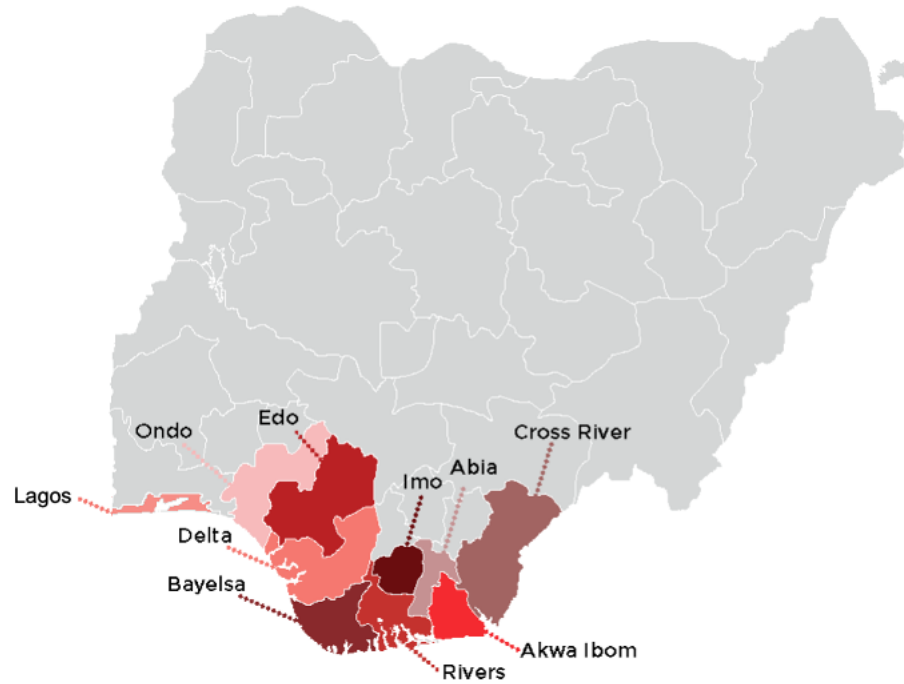 Edo
Ondo
Cross River
Abia
Imo
Lagos
Delta
Bayelsa
Akwa Ibom
Rivers